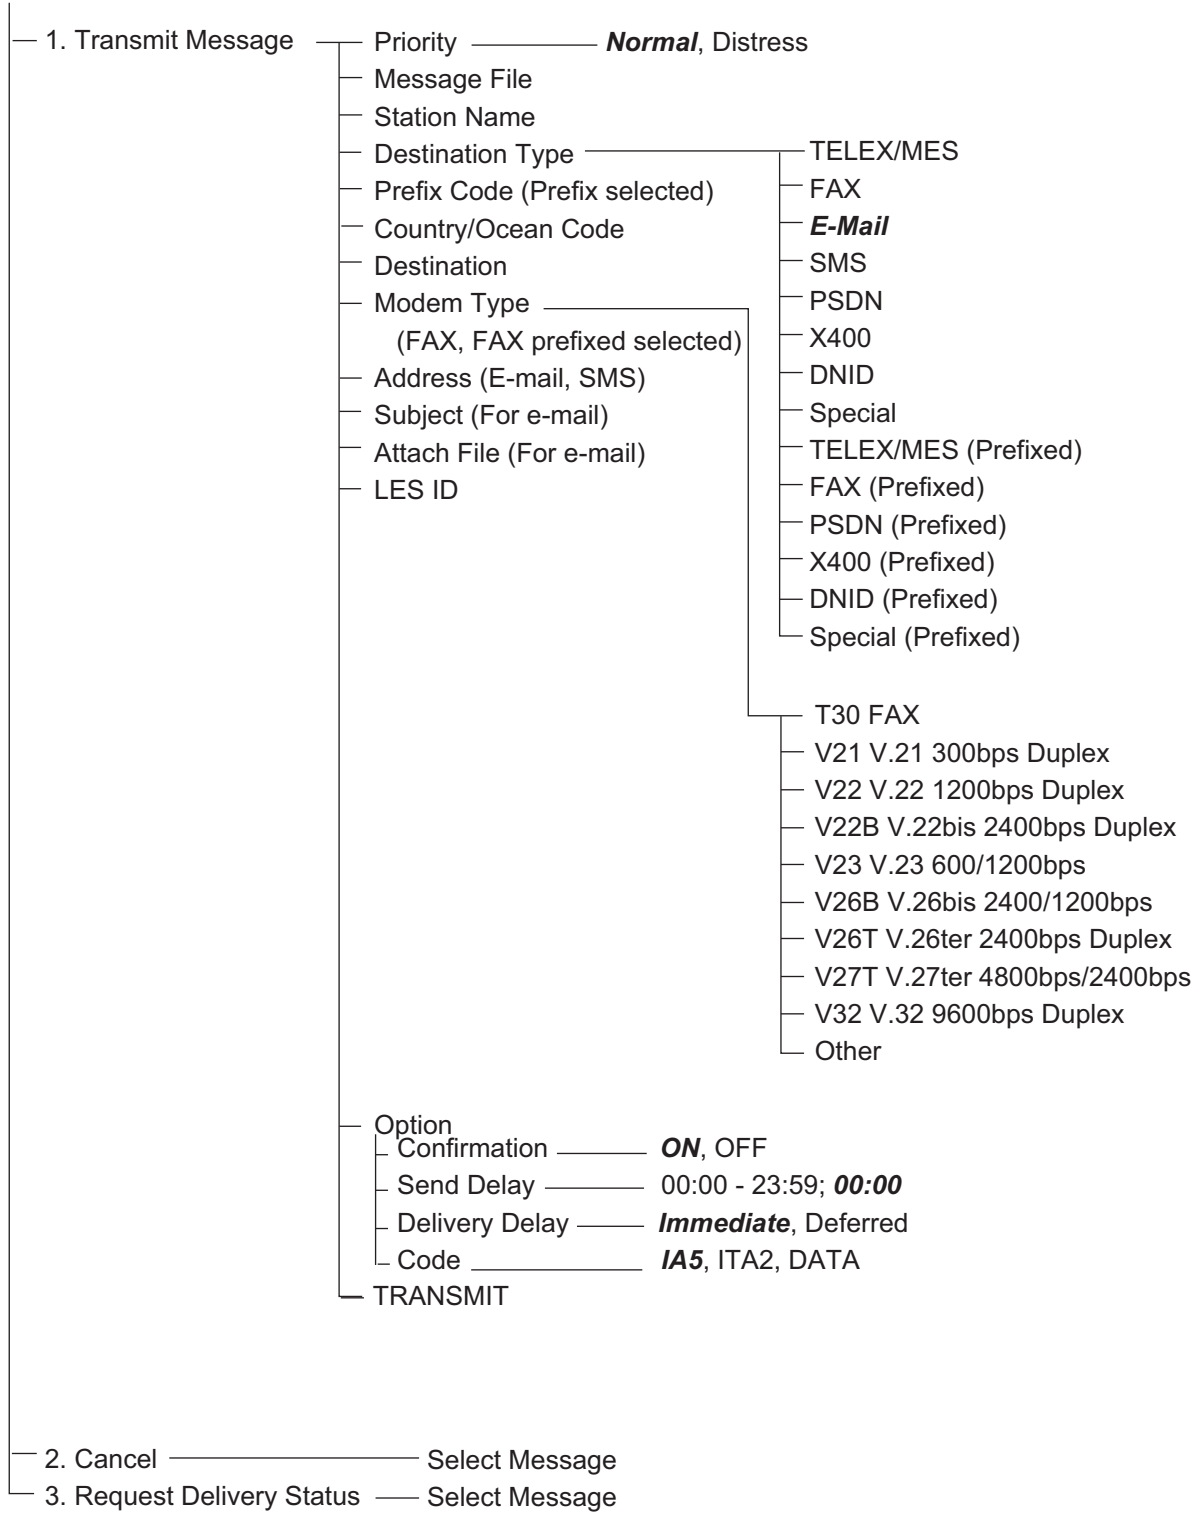 1. Transmit Message
Priority
Normal, Distress
Message File
Station Name
Destination Type
TELEX/MES
FAX
E-Mail
SMS
PSDN
X400
DNID
Special
TELEX/MES (Prefixed)
FAX (Prefixed)
PSDN (Prefixed)
X400 (Prefixed)
DNID (Prefixed)
Special (Prefixed)
Prefix Code (Prefix selected)
Country/Ocean Code
Destination
Modem Type
(FAX, FAX prefixed selected)
T30 FAX
V21 V.21 300bps Duplex
V22 V.22 1200bps Duplex
V22B V.22bis 2400bps Duplex
V23 V.23 600/1200bps
V26B V.26bis 2400/1200bps
V26T V.26ter 2400bps Duplex
V27T V.27ter 4800bps/2400bps
V32 V.32 9600bps Duplex
Other
Address (E-mail, SMS)
Subject (For e-mail)
Attach File (For e-mail)
LES ID
Option
Confirmation
ON, OFF
Send Delay
00:00 - 23:59; 00:00
Delivery Delay
Immediate, Deferred
Code
IA5, ITA2, DATA
TRANSMIT
2. Cancel
Select Message
3. Request Delivery Status
Select Message